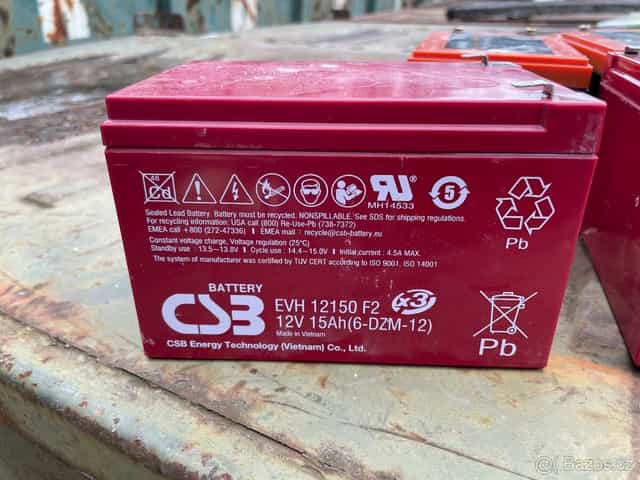 Cd
MH14533
5
Sealed Lead Battery. Battery must be recycled. NONSPILLABLE. See SDS for storage conditions.
For recycling information: USA call (800) Re-Use-Pb (738-7372)
EMEA call +800 (272-47336) I EMEA mail : recycle@csb-battery.eu
Constant voltage charge, Voltage regulation (25°C)
Standby use : 13.5~13.8V I Cycle use : 14.4~15.0V I Initial current : 4.5A MAX.
The system of manufacturer was certified by TUV CERT according to ISO 9001, ISO 14001
Pb
BATTERY
CSB
EVH 12150 F2
x3
12V 15Ah(6-DZM-12)
Made in Vietnam
CSB Energy Technology (Vietnam) Co., Ltd.
Pb
© Bazos.cz